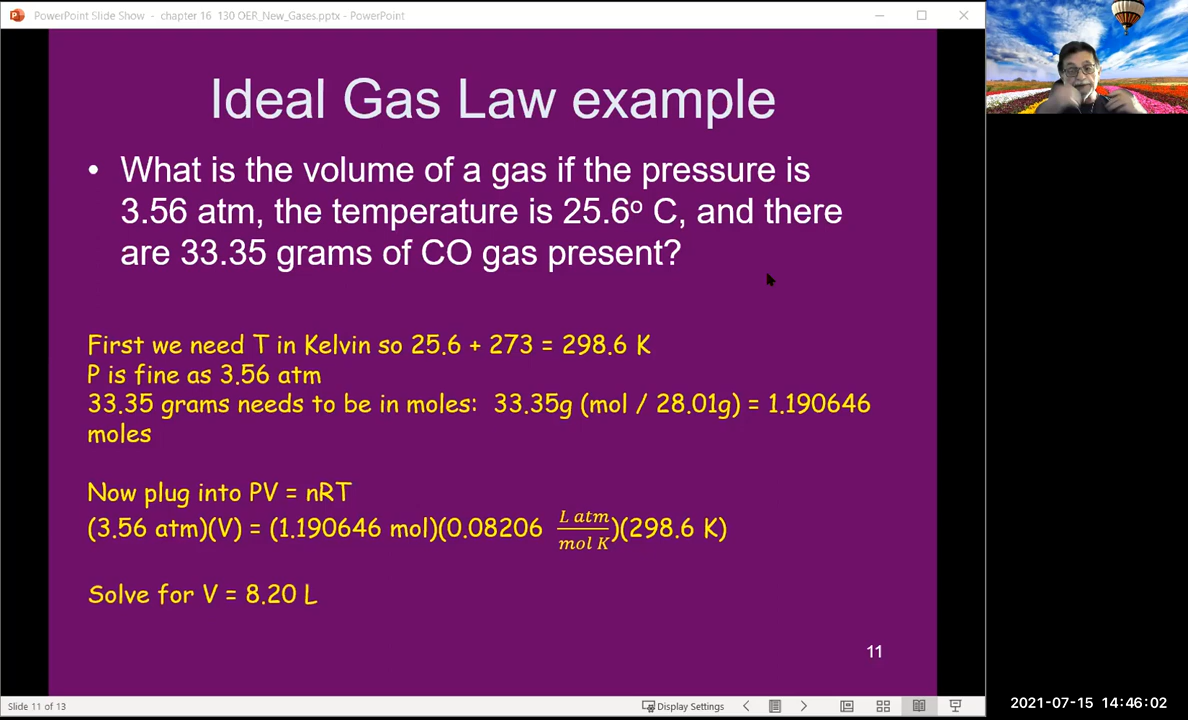 PowerPoint Slide Show - chapter 16 130 OER_New_Gases.pptx - PowerPoint
Ideal Gas Law example
• What is the volume of a gas if the pressure is
3.56 atm, the temperature is 25.6º C, and there
are 33.35 grams of CO gas present?
First we need T in Kelvin so 25.6 + 273 = 298.6 K
P is fine as 3.56 atm
33.35 grams needs to be in moles: 33.35g (mol / 28.01g) = 1.190646
moles
Now plug into PV = nRT
(3.56 atm)(V) = (1.190646 mol)(0.08206 L atm/mol K)(298.6 K)
Solve for V = 8.20 L
11
Slide 11 of 13
Display Settings
2021-07-15 14:46:02